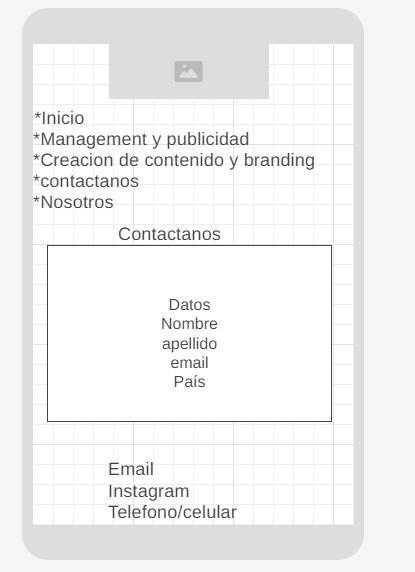 *Inicio
*Management y publicidad
*Creacion de contenido y branding
*contactanos
*Nosotros
Contactanos
Datos
Nombre
apellido
email
País
Email
Instagram
Telefono/celular